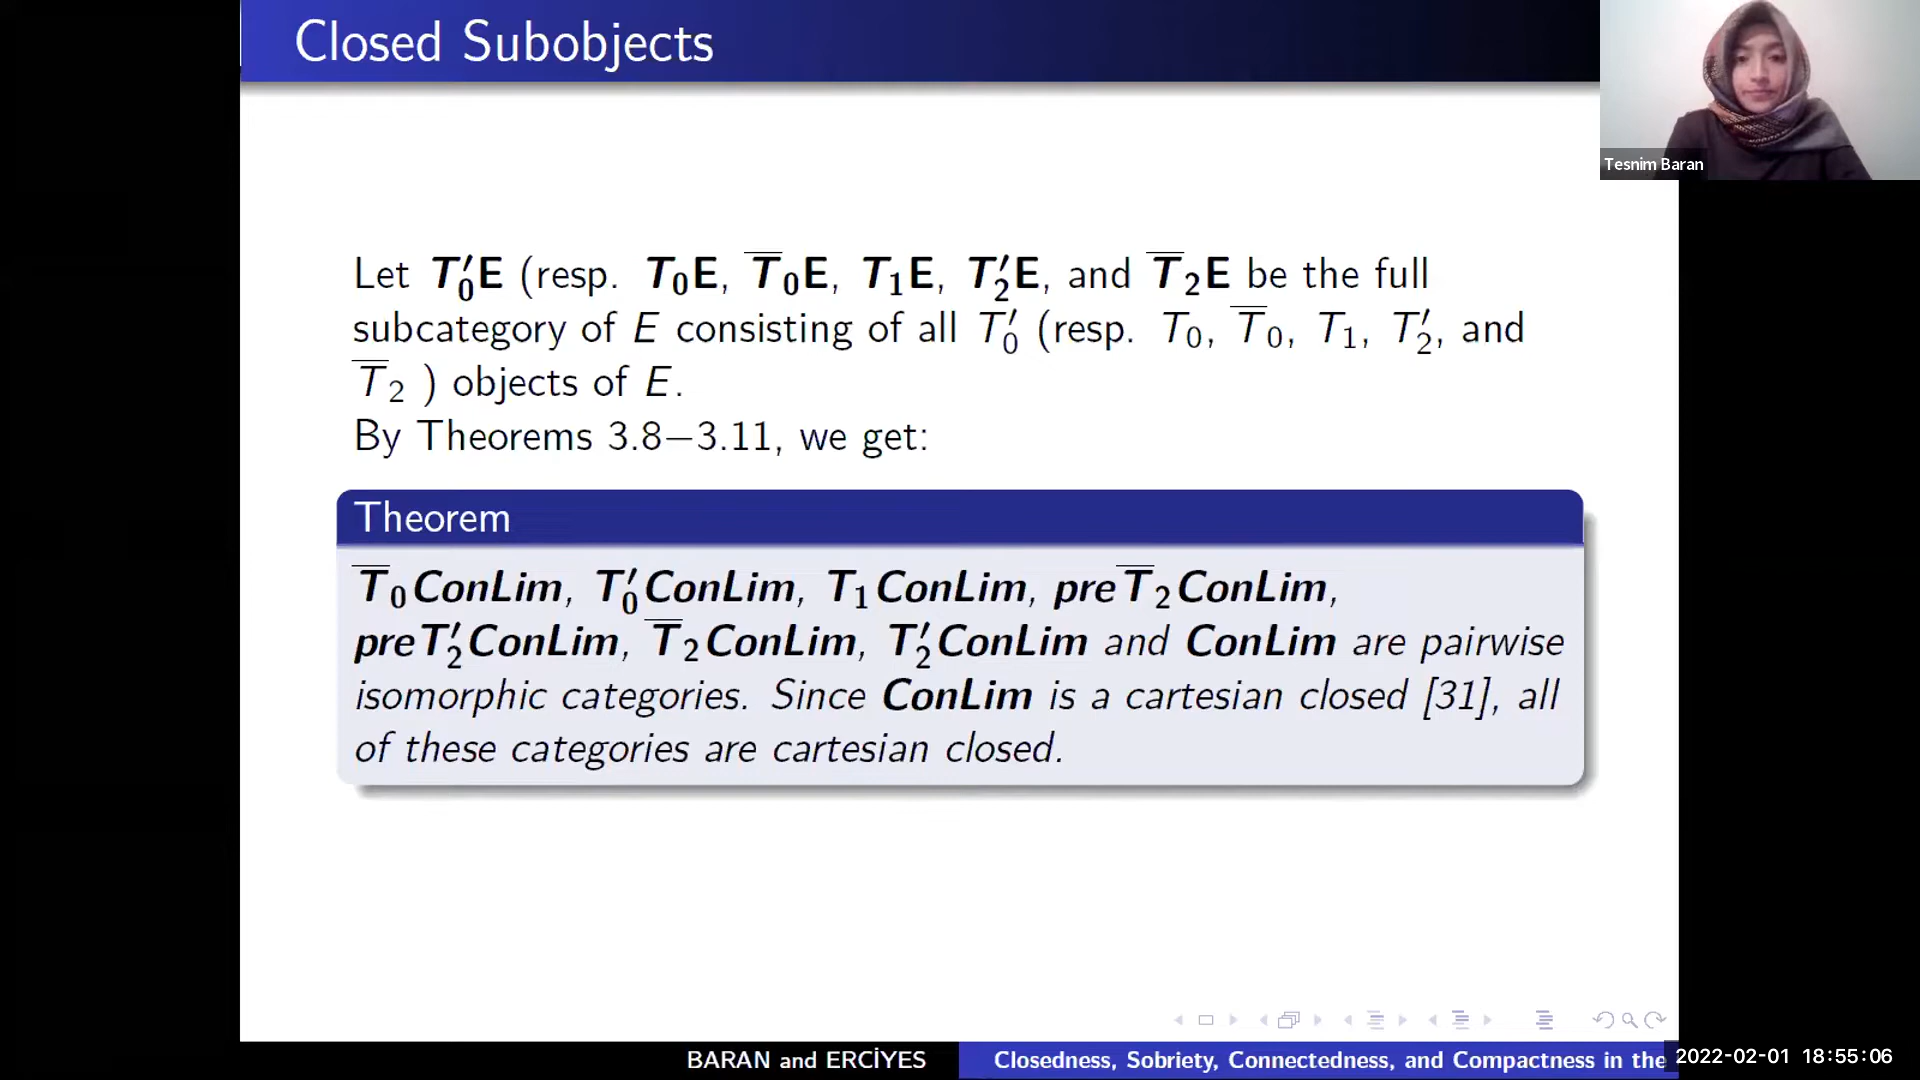 Closed Subobjects
Tesnim Baran
Let T′₀E (resp. T₀E, T̅₀E, T₁E, T′₂E, and T̅₂E be the full
subcategory of E consisting of all T′₀ (resp. T₀, T̅₀, T₁, T′₂, and
T̅₂ ) objects of E.
By Theorems 3.8–3.11, we get:
Theorem
T̅₀ConLim, T′₀ConLim, T₁ConLim, preT̅₂ConLim,
preT′₂ConLim, T̅₂ConLim, T′₂ConLim and ConLim are pairwise
isomorphic categories. Since ConLim is a cartesian closed [31], all
of these categories are cartesian closed.
BARAN and ERCİYES
Closedness, Sobriety, Connectedness, and Compactness in the
2022-02-01 18:55:06